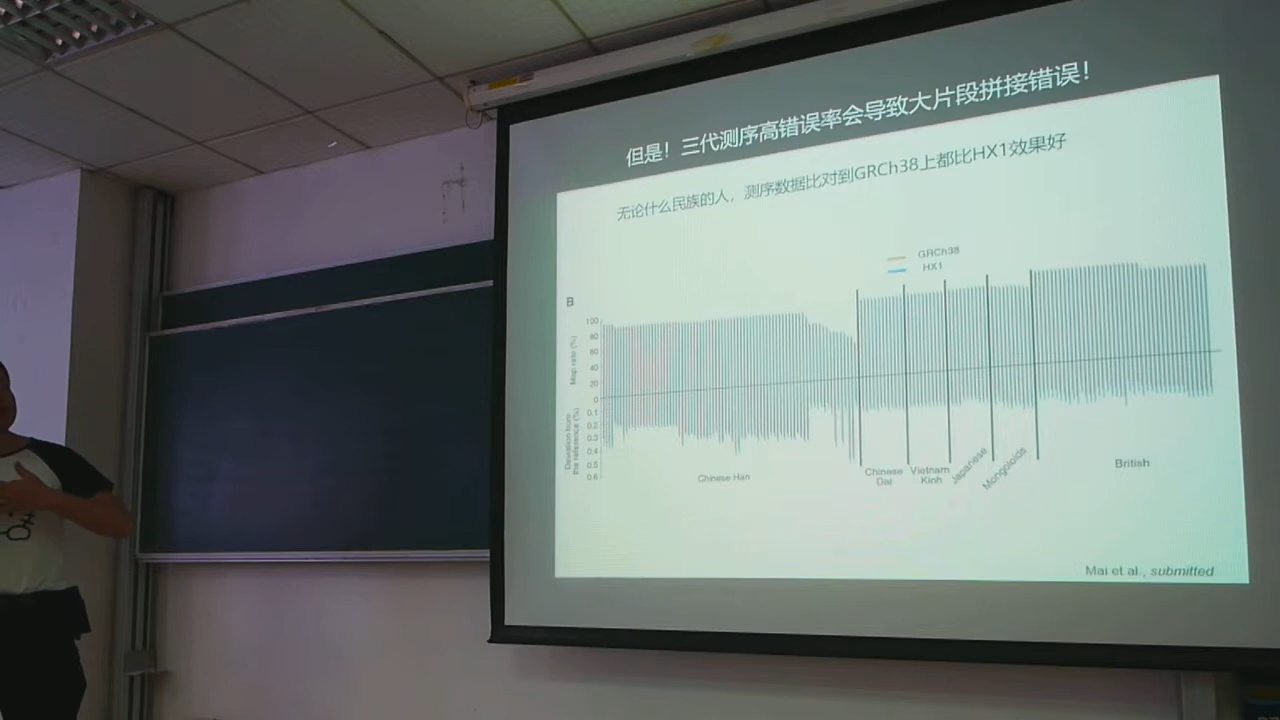 但是！三代测序高错误率会导致大片段拼接错误！
无论什么民族的人，测序数据比对到GRCh38上都比HX1效果好
GRCh38
HX1
B
Map rate (%)
100
80
60
40
20
0
Deviation from
the reference (%)
0.1
0.2
0.3
0.4
0.5
0.6
Chinese Han
Chinese
Dai
Vietnam
Kinh
Japanese
Mongoloids
British
Mai et al., submitted